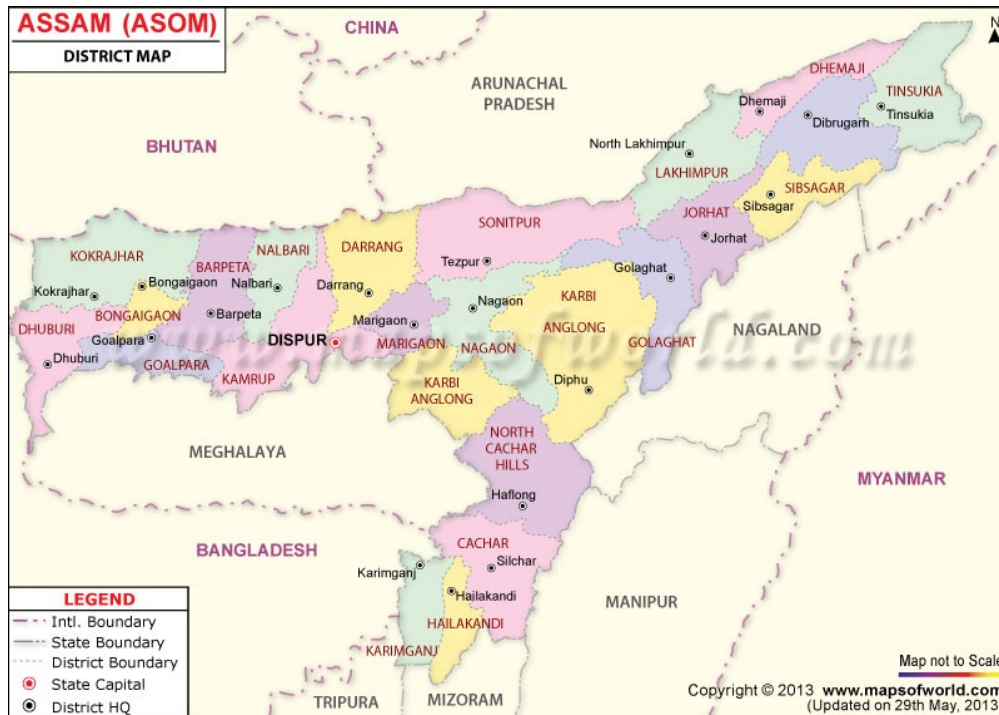 ASSAM (ASOM)
DISTRICT MAP
N
CHINA
ARUNACHAL
PRADESH
DHEMAJI
TINSUKIA
Dhemaji
Tinsukia
Dibrugarh
BHUTAN
North Lakhimpur
LAKHIMPUR
SIBSAGAR
Sibsagar
JORHAT
Jorhat
SONITPUR
KOKRAJHAR
BARPETA
NALBARI
DARRANG
Tezpur
Golaghat
Kokrajhar
Bongaigaon
Nalbari
Darrang
Nagaon
KARBI
ANGLONG
BONGAIGAON
Barpeta
Marigaon
DHUBURI
Goalpara
DISPUR
MARIGAON
NAGAON
GOLAGHAT
NAGALAND
www.mapsofworld.com
Dhuburi
GOALPARA
KAMRUP
KARBI
ANGLONG
Diphu
MEGHALAYA
NORTH
CACHAR
HILLS
MYANMAR
Haflong
BANGLADESH
CACHAR
Karimganj
Silchar
Hailakandi
MANIPUR
HAILAKANDI
KARIMGANJ
TRIPURA
MIZORAM
LEGEND
Intl. Boundary
State Boundary
District Boundary
State Capital
District HQ
Map not to Scale
Copyright © 2013 www.mapsofworld.com
(Updated on 29th May, 2013)